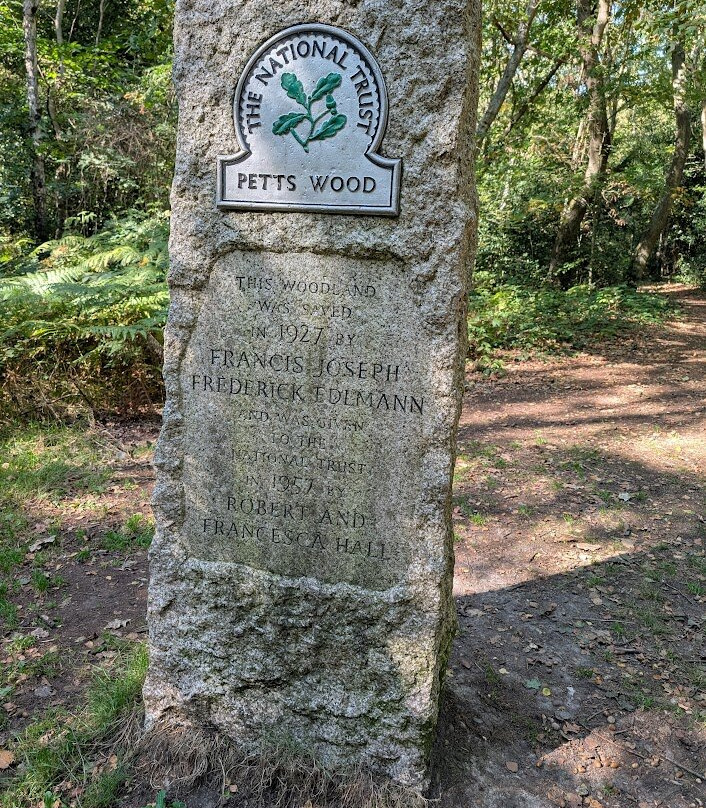 THE NATIONAL TRUST
PETTS WOOD
THIS WOODLAND
WAS SAVED
IN 1927 BY
FRANCIS JOSEPH
FREDERICK EDLMANN
AND WAS GIVEN
TO THE
NATIONAL TRUST
IN 1957 BY
ROBERT AND
FRANCESCA HALL